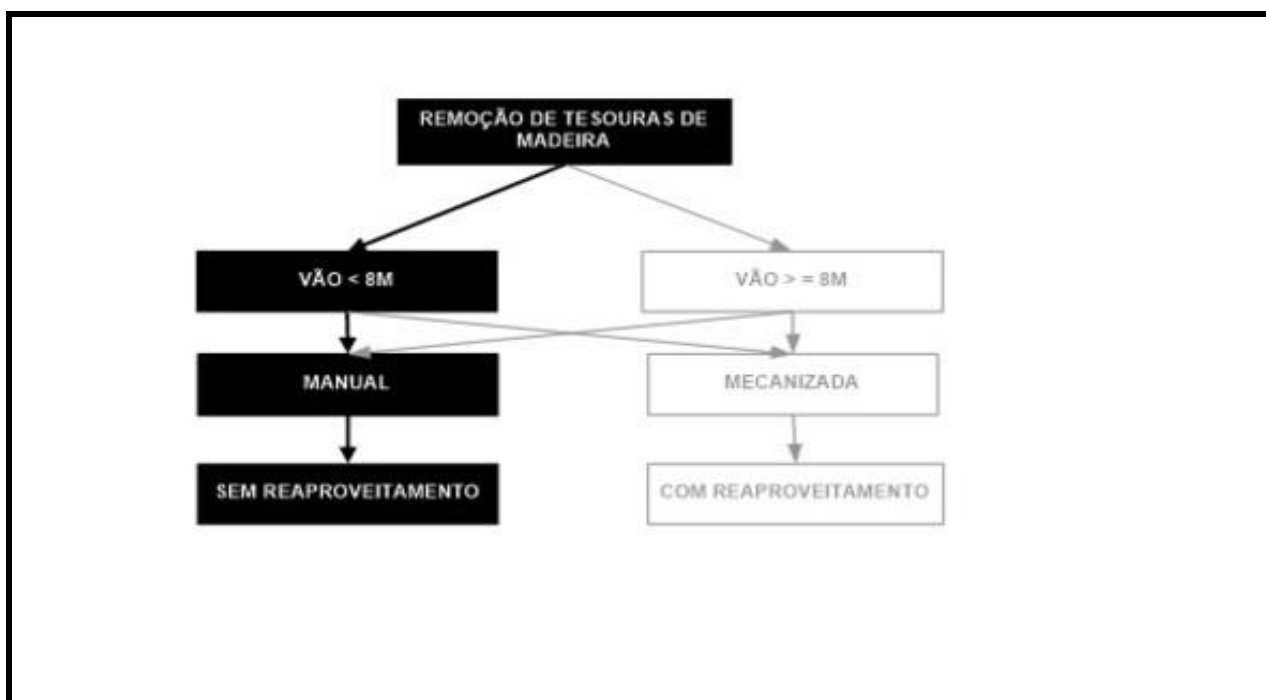 REMOÇÃO DE TESOURAS DE
MADEIRA
VÃO < 8M
VÃO > = 8M
MANUAL
MECANIZADA
SEM REAPROVEITAMENTO
COM REAPROVEITAMENTO